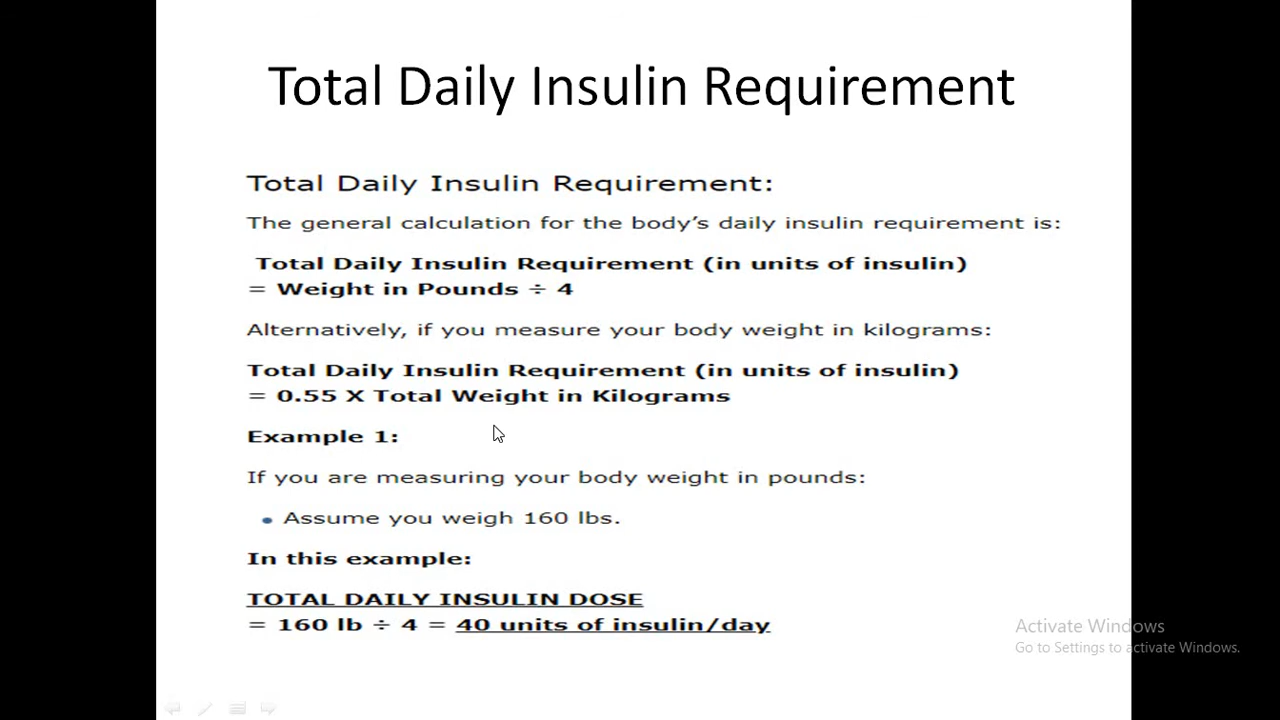 Total Daily Insulin Requirement
Total Daily Insulin Requirement:
The general calculation for the body's daily insulin requirement is:
Total Daily Insulin Requirement (in units of insulin)
= Weight in Pounds ÷ 4
Alternatively, if you measure your body weight in kilograms:
Total Daily Insulin Requirement (in units of insulin)
= 0.55 X Total Weight in Kilograms
Example 1:
If you are measuring your body weight in pounds:
• Assume you weigh 160 lbs.
In this example:
TOTAL DAILY INSULIN DOSE
= 160 lb ÷ 4 = 40 units of insulin/day
Activate Windows
Go to Settings to activate Windows.